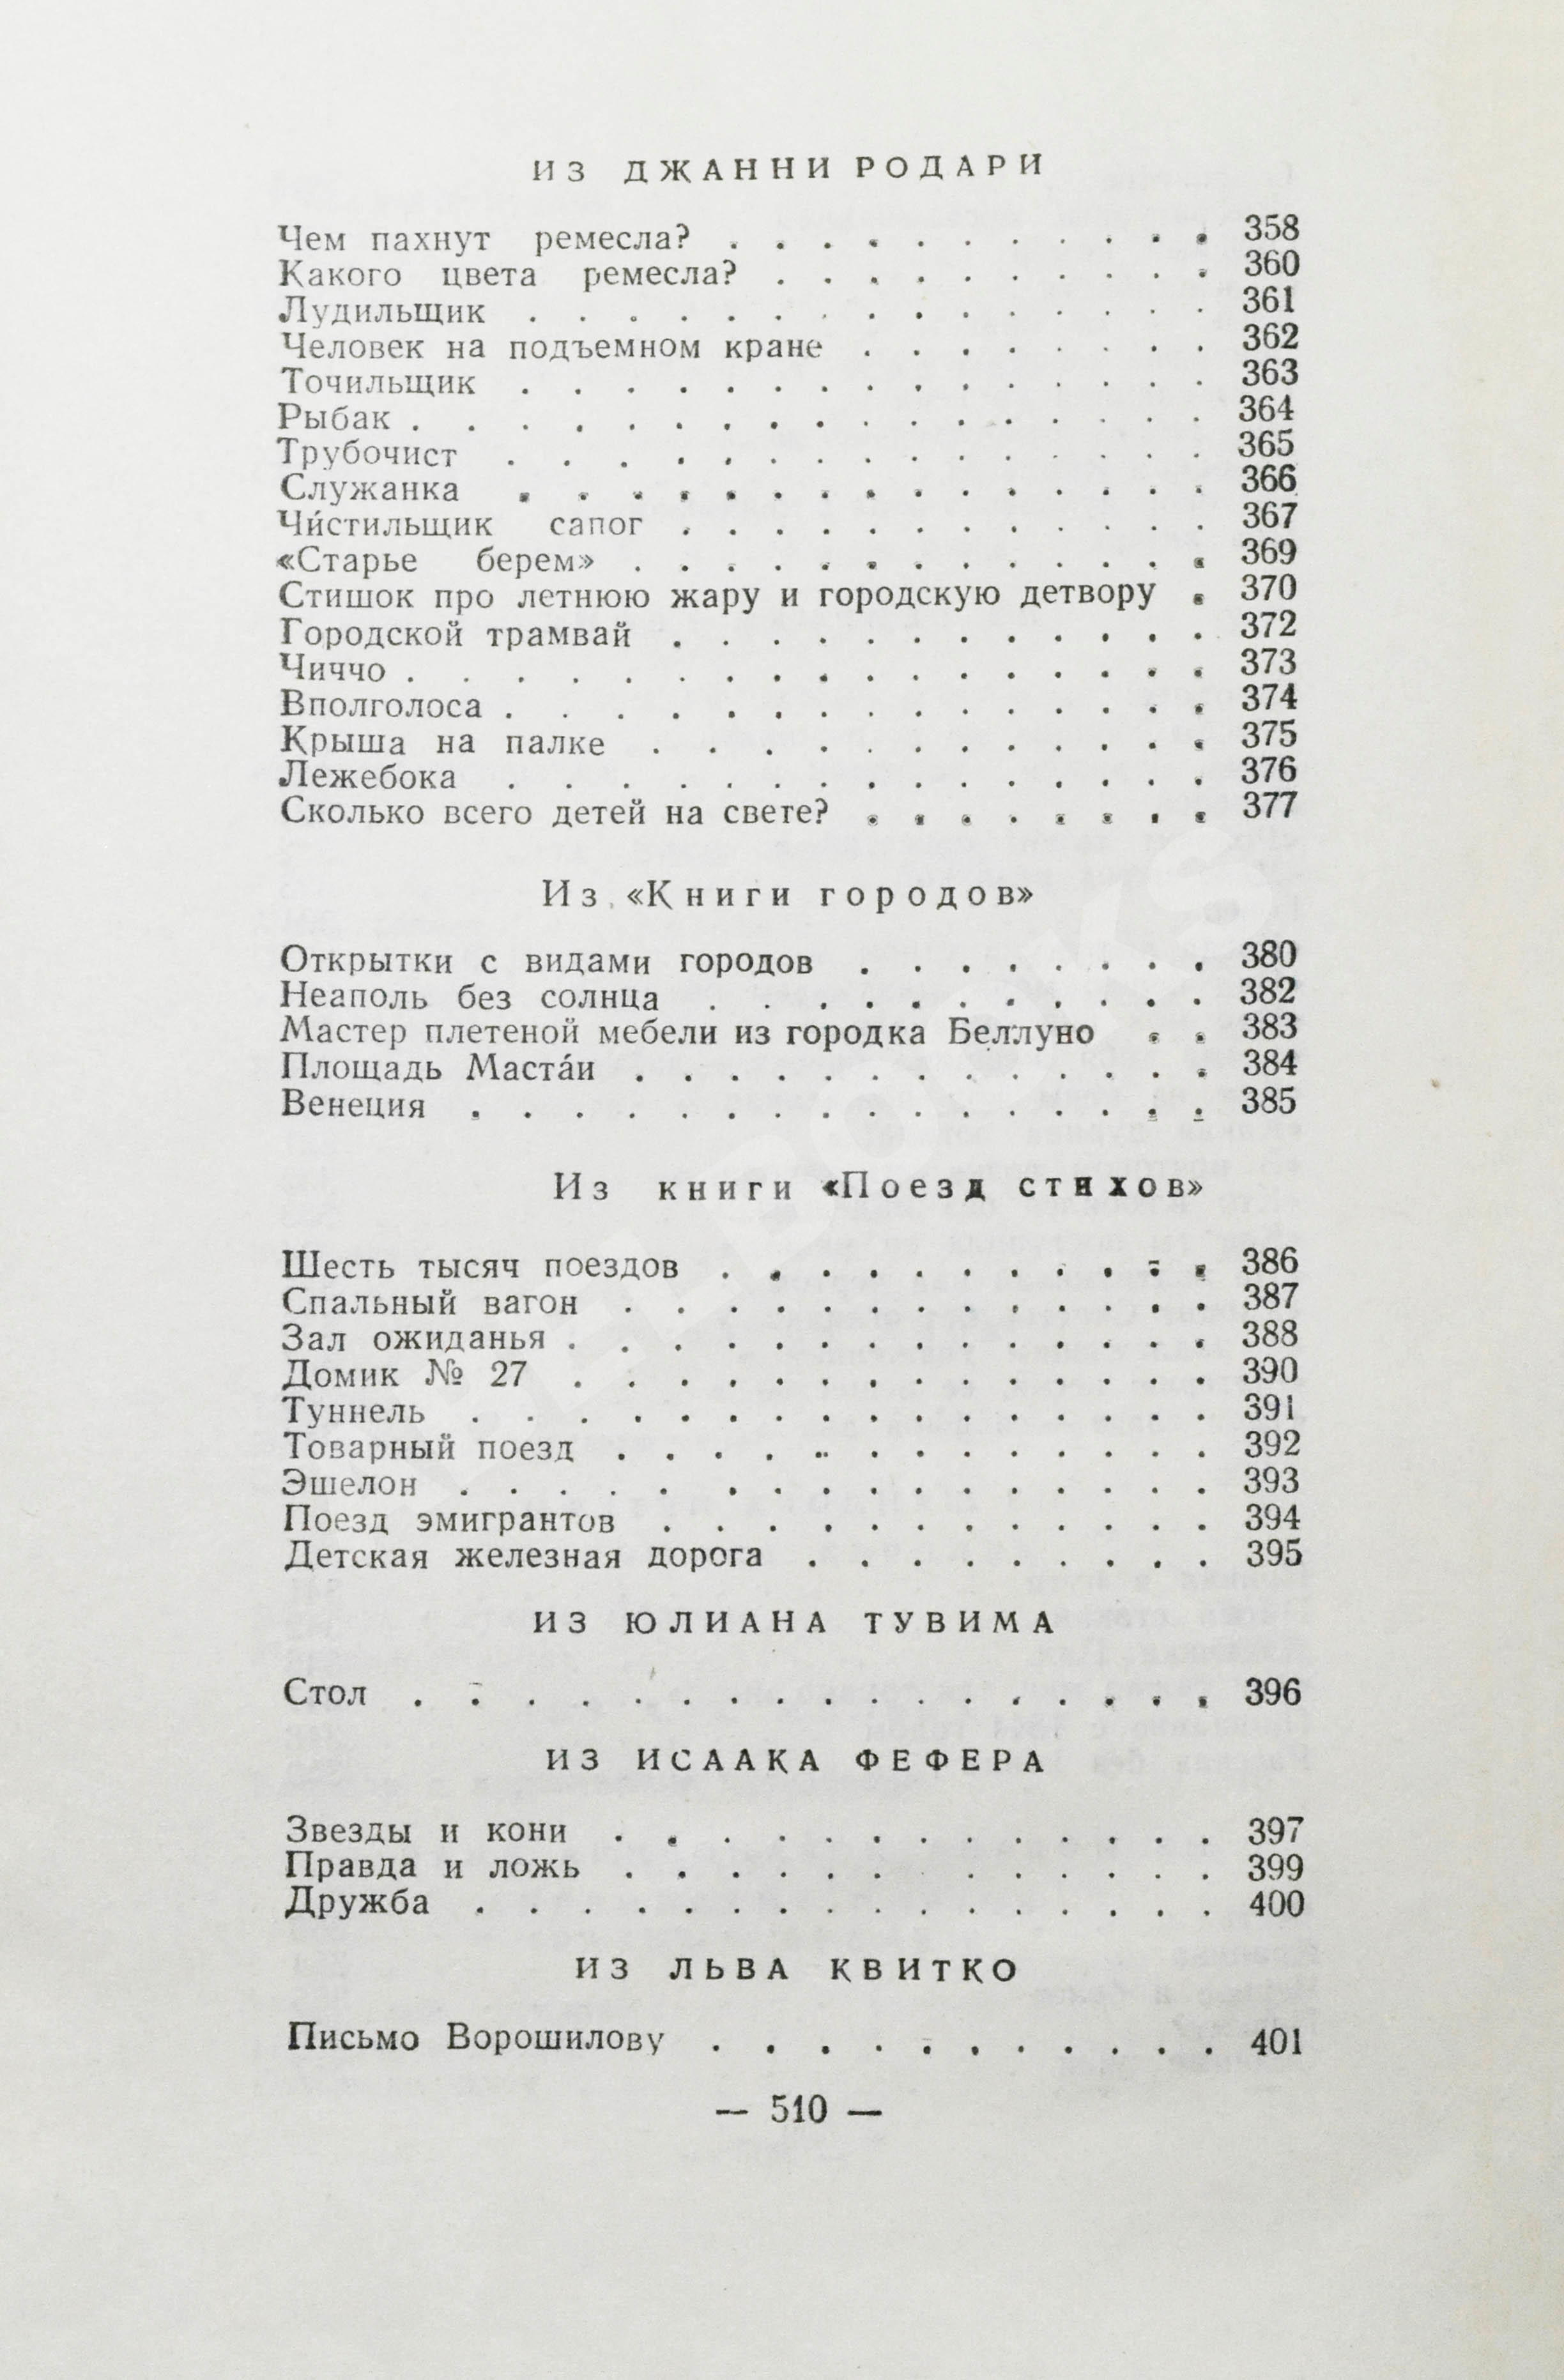 ИЗ ДЖАННИ РОДАРИ
Чем пахнут ремесла? . . . . . . . . . . . 358
Какого цвета ремесла? . . . . . . . . . . 360
Лудильщик . . . . . . . . . . . . . . . 361
Человек на подъемном кране . . . . . . . . 362
Точильщик . . . . . . . . . . . . . . . 363
Рыбак . . . . . . . . . . . . . . . . . 364
Трубочист . . . . . . . . . . . . . . . 365
Служанка . . . . . . . . . . . . . . . 366
Чи́стильщик сапог . . . . . . . . . . . . 367
«Старье берем» . . . . . . . . . . . . . 369
Стишок про летнюю жару и городскую детвору . 370
Городской трамвай . . . . . . . . . . . . 372
Чиччо . . . . . . . . . . . . . . . . . 373
Вполголоса . . . . . . . . . . . . . . . 374
Крыша на палке . . . . . . . . . . . . 375
Лежебока . . . . . . . . . . . . . . . 376
Сколько всего детей на свете? . . . . . . . . 377
Из «Книги городов»
Открытки с видами городов . . . . . . . . 380
Неаполь без солнца . . . . . . . . . . . 382
Мастер плетеной мебели из городка Беллуно . . 383
Площадь Маста́и . . . . . . . . . . . . . 384
Венеция . . . . . . . . . . . . . . . . 385
Из книги «Поезд стихов»
Шесть тысяч поездов . . . . . . . . . . . 386
Спальный вагон . . . . . . . . . . . . . 387
Зал ожиданья . . . . . . . . . . . . . . 388
Домик № 27 . . . . . . . . . . . . . . 390
Туннель . . . . . . . . . . . . . . . . 391
Товарный поезд . . . . . . . . . . . . . 392
Эшелон . . . . . . . . . . . . . . . . 393
Поезд эмигрантов . . . . . . . . . . . . 394
Детская железная дорога . . . . . . . . . 395
ИЗ ЮЛИАНА ТУВИМА
Стол . . . . . . . . . . . . . . . . . 396
ИЗ ИСААКА ФЕФЕРА
Звезды и кони . . . . . . . . . . . . . 397
Правда и ложь . . . . . . . . . . . . . 399
Дружба . . . . . . . . . . . . . . . . 400
ИЗ ЛЬВА КВИТКО
Письмо Ворошилову . . . . . . . . . . . 401
— 510 —